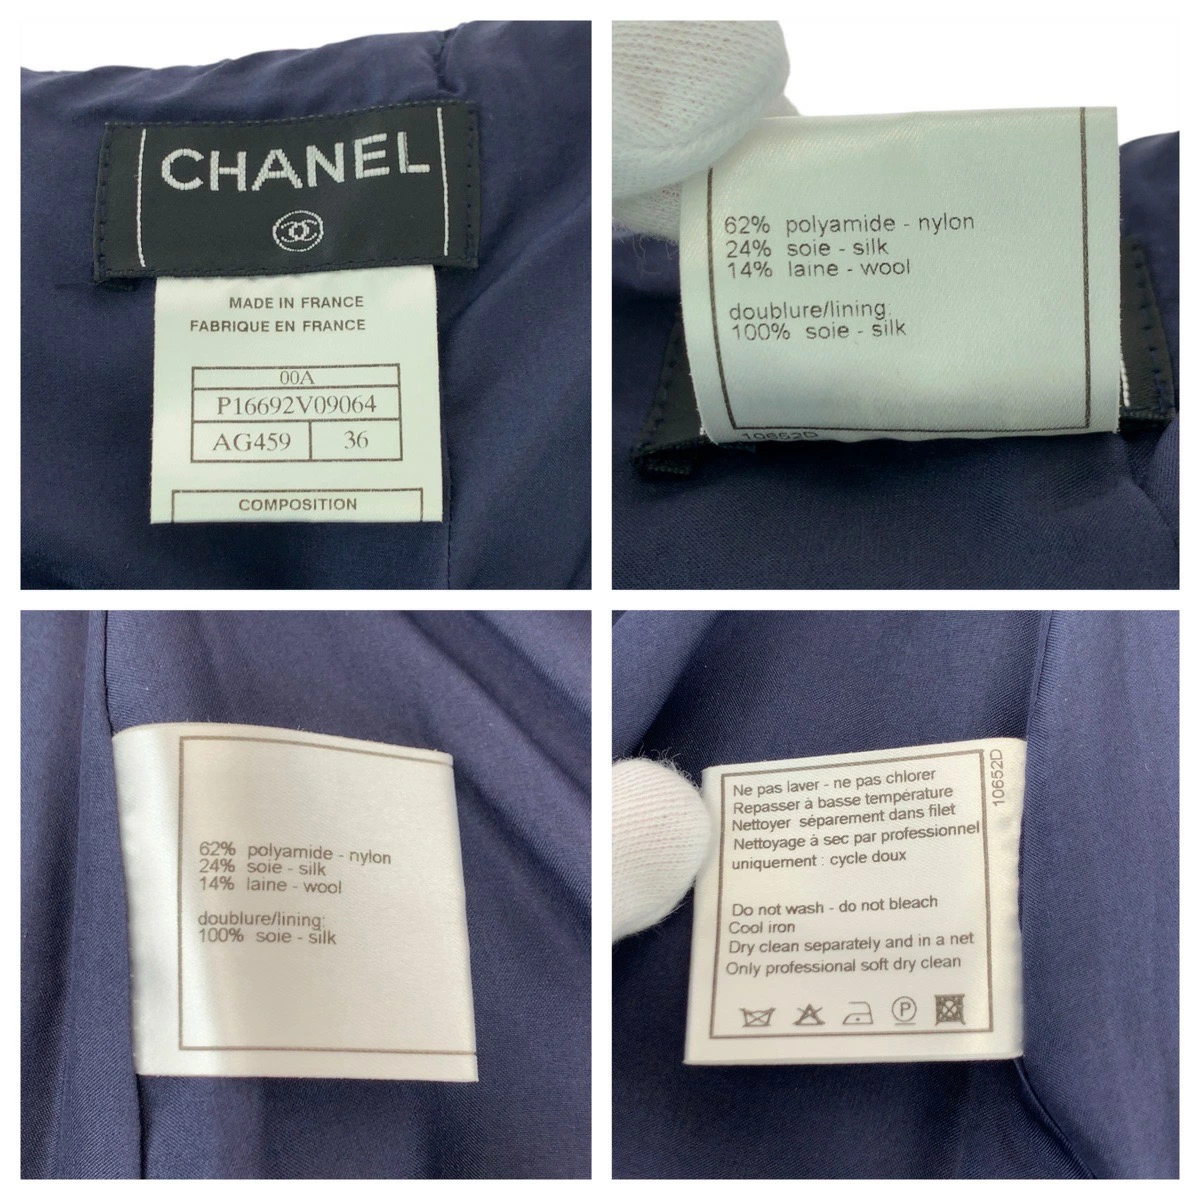 CHANEL
MADE IN FRANCE
FABRIQUE EN FRANCE
00A
P16692V09064
AG459 36
COMPOSITION
62% polyamide - nylon
24% soie - silk
14% laine - wool
doublure/lining:
100% soie - silk
10652D
62% polyamide - nylon
24% soie - silk
14% laine - wool
doublure/lining:
100% soie - silk
Ne pas laver - ne pas chlorer
Repasser à basse température
Nettoyer séparement dans filet
Nettoyage à sec par professionnel
uniquement : cycle doux
Do not wash - do not bleach
Cool iron
Dry clean separately and in a net
Only professional soft dry clean
P
10652D